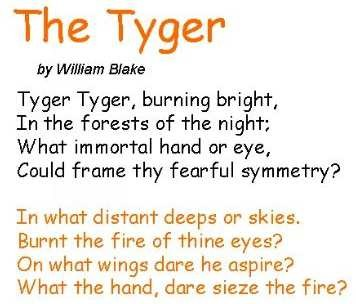 The Tyger
by William Blake
Tyger Tyger, burning bright,
In the forests of the night;
What immortal hand or eye,
Could frame thy fearful symmetry?
In what distant deeps or skies.
Burnt the fire of thine eyes?
On what wings dare he aspire?
What the hand, dare sieze the fire?